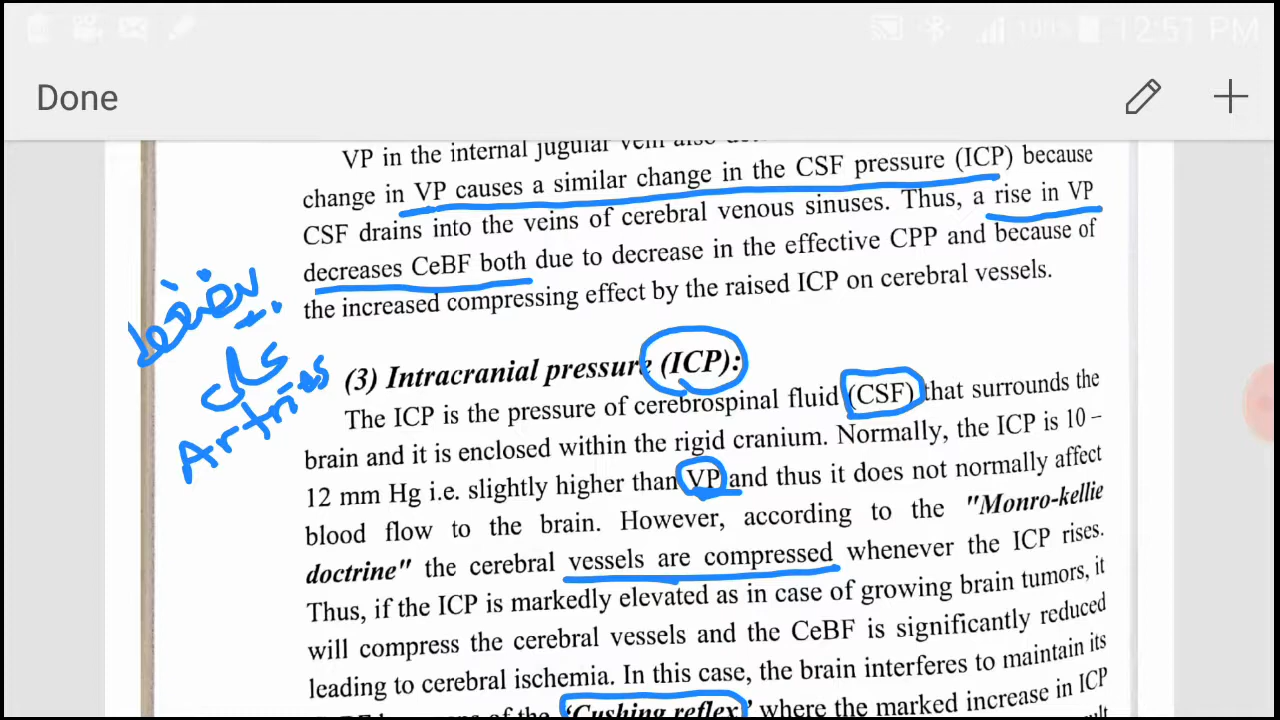 100% 12:51 PM
Done
VP in the internal jugular vein also
change in VP causes a similar change in the CSF pressure (ICP) because
CSF drains into the veins of cerebral venous sinuses. Thus, a rise in VP
decreases CeBF both due to decrease in the effective CPP and because of
the increased compressing effect by the raised ICP on cerebral vessels.
على
Artries
(3) Intracranial pressure (ICP):
The ICP is the pressure of cerebrospinal fluid (CSF) that surrounds the
brain and it is enclosed within the rigid cranium. Normally, the ICP is 10 –
12 mm Hg i.e. slightly higher than VP and thus it does not normally affect
blood flow to the brain. However, according to the "Monro-kellie
doctrine" the cerebral vessels are compressed whenever the ICP rises.
Thus, if the ICP is markedly elevated as in case of growing brain tumors, it
will compress the cerebral vessels and the CeBF is significantly reduced
leading to cerebral ischemia. In this case, the brain interferes to maintain its
of the 'Cushing reflex' where the marked increase in ICP